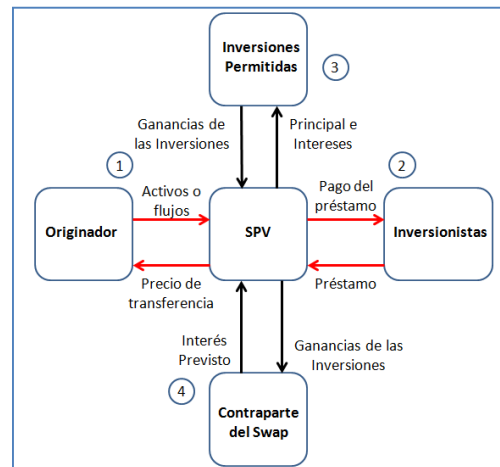 Inversiones
Permitidas
3
Ganancias de
las Inversiones
Principal e
Intereses
1
2
Originador
Activos o
flujos
SPV
Pago del
préstamo
Inversionistas
Precio de
transferencia
Préstamo
Interés
Previsto
Ganancias de las
Inversiones
4
Contraparte
del Swap